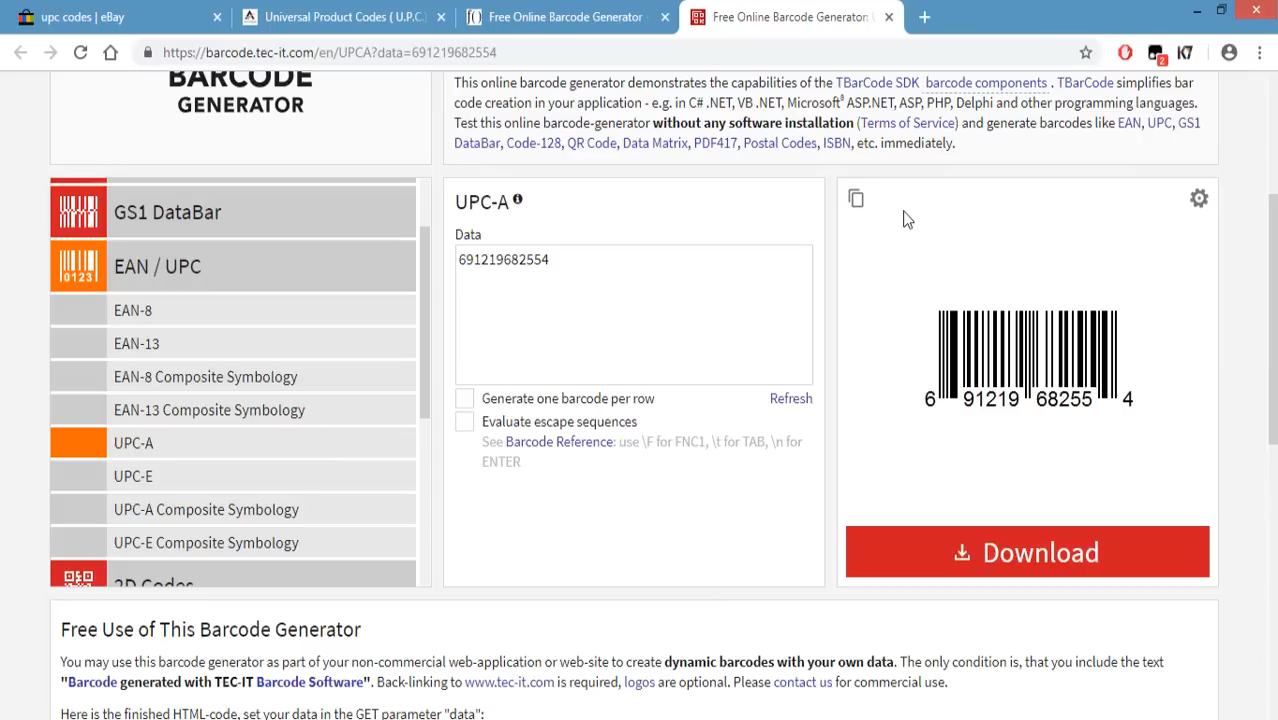 upc codes | eBay
Universal Product Codes ( U.P.C.
Free Online Barcode Generator
Free Online Barcode Generator:
https://barcode.tec-it.com/en/UPCA?data=691219682554
2
K7
BARCODE
GENERATOR
This online barcode generator demonstrates the capabilities of the TBarCode SDK barcode components . TBarCode simplifies bar
code creation in your application - e.g. in C# .NET, VB .NET, Microsoft® ASP.NET, ASP, PHP, Delphi and other programming languages.
Test this online barcode-generator without any software installation (Terms of Service) and generate barcodes like EAN, UPC, GS1
DataBar, Code-128, QR Code, Data Matrix, PDF417, Postal Codes, ISBN, etc. immediately.
GS1 DataBar
0123
EAN / UPC
EAN-8
EAN-13
EAN-8 Composite Symbology
EAN-13 Composite Symbology
UPC-A
UPC-E
UPC-A Composite Symbology
UPC-E Composite Symbology
2D Codes
UPC-A
Data
691219682554
Generate one barcode per row
Refresh
Evaluate escape sequences
See Barcode Reference: use \F for FNC1, \t for TAB, \n for
ENTER
6 91219 68255 4
Download
Free Use of This Barcode Generator
You may use this barcode generator as part of your non-commercial web-application or web-site to create dynamic barcodes with your own data. The only condition is, that you include the text
"Barcode generated with TEC-IT Barcode Software". Back-linking to www.tec-it.com is required, logos are optional. Please contact us for commercial use.
Here is the finished HTML-code, set your data in the GET parameter "data":